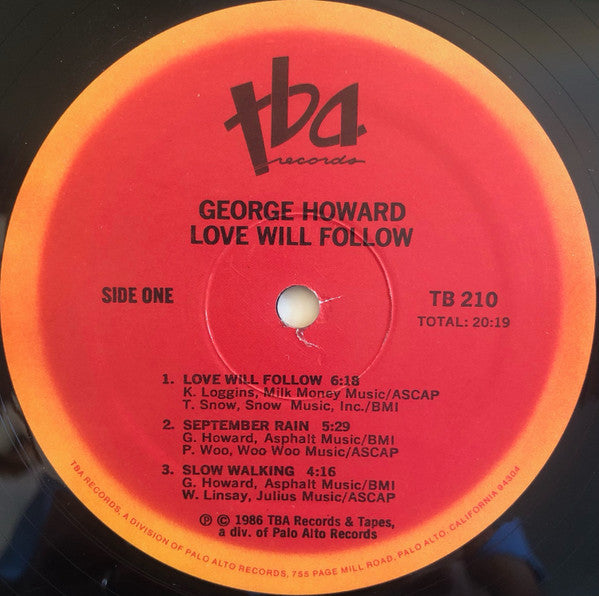 tba
records
GEORGE HOWARD
LOVE WILL FOLLOW
SIDE ONE
TB 210
TOTAL: 20:19
1. LOVE WILL FOLLOW 6:18
K. Loggins, Milk Money Music/ASCAP
T. Snow, Snow Music, Inc./BMI
2. SEPTEMBER RAIN 5:29
G. Howard, Asphalt Music/BMI
P. Woo, Woo Woo Music/ASCAP
3. SLOW WALKING 4:16
G. Howard, Asphalt Music/BMI
W. Linsay, Julius Music/ASCAP
Ⓟ © 1986 TBA Records & Tapes,
a div. of Palo Alto Records
TBA RECORDS, A DIVISION OF PALO ALTO RECORDS, 755 PAGE MILL ROAD, PALO ALTO, CALIFORNIA 94304